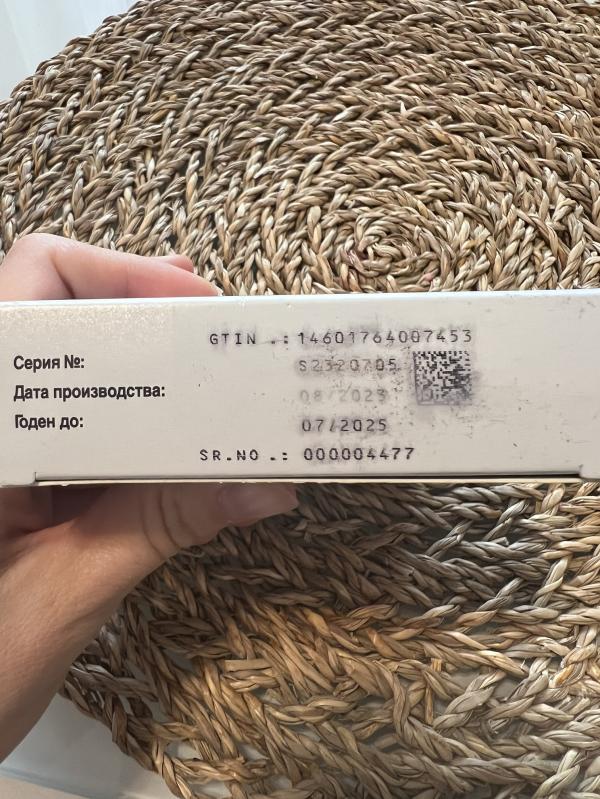 GTIN .:14601764007453
Серия №: S2320705
Дата производства: 08/2023
Годен до: 07/2025
SR.NO .: 000004477